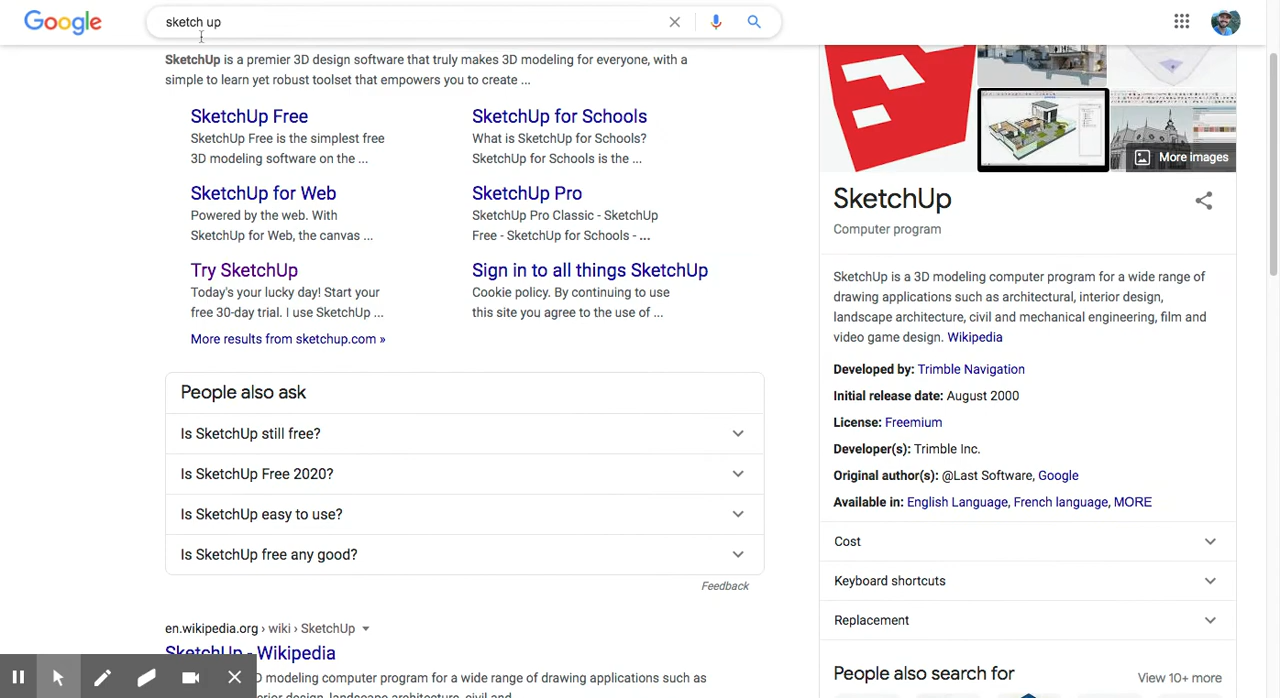 Google
sketch up
SketchUp is a premier 3D design software that truly makes 3D modeling for everyone, with a
simple to learn yet robust toolset that empowers you to create ...
SketchUp Free
SketchUp Free is the simplest free
3D modeling software on the ...
SketchUp for Schools
What is SketchUp for Schools?
SketchUp for Schools is the ...
SketchUp for Web
Powered by the web. With
SketchUp for Web, the canvas ...
SketchUp Pro
SketchUp Pro Classic - SketchUp
Free - SketchUp for Schools - ...
Try SketchUp
Today's your lucky day! Start your
free 30-day trial. I use SketchUp ...
Sign in to all things SketchUp
Cookie policy. By continuing to use
this site you agree to the use of ...
More results from sketchup.com »
People also ask
Is SketchUp still free?
Is SketchUp Free 2020?
Is SketchUp easy to use?
Is SketchUp free any good?
Feedback
en.wikipedia.org › wiki › SketchUp
SketchUp - Wikipedia
D modeling computer program for a wide range of drawing applications such as
erior design, landscape architecture, civil and
More images
SketchUp
Computer program
SketchUp is a 3D modeling computer program for a wide range of
drawing applications such as architectural, interior design,
landscape architecture, civil and mechanical engineering, film and
video game design. Wikipedia
Developed by: Trimble Navigation
Initial release date: August 2000
License: Freemium
Developer(s): Trimble Inc.
Original author(s): @Last Software, Google
Available in: English Language, French language, MORE
Cost
Keyboard shortcuts
Replacement
People also search for
View 10+ more